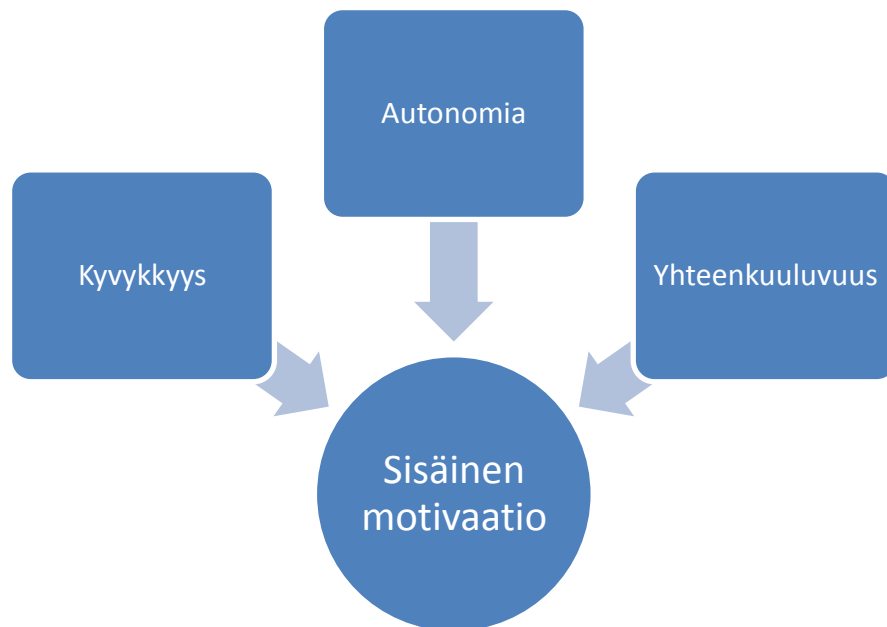 Autonomia
Kyvykkyys
Yhteenkuuluvuus
Sisäinen
motivaatio